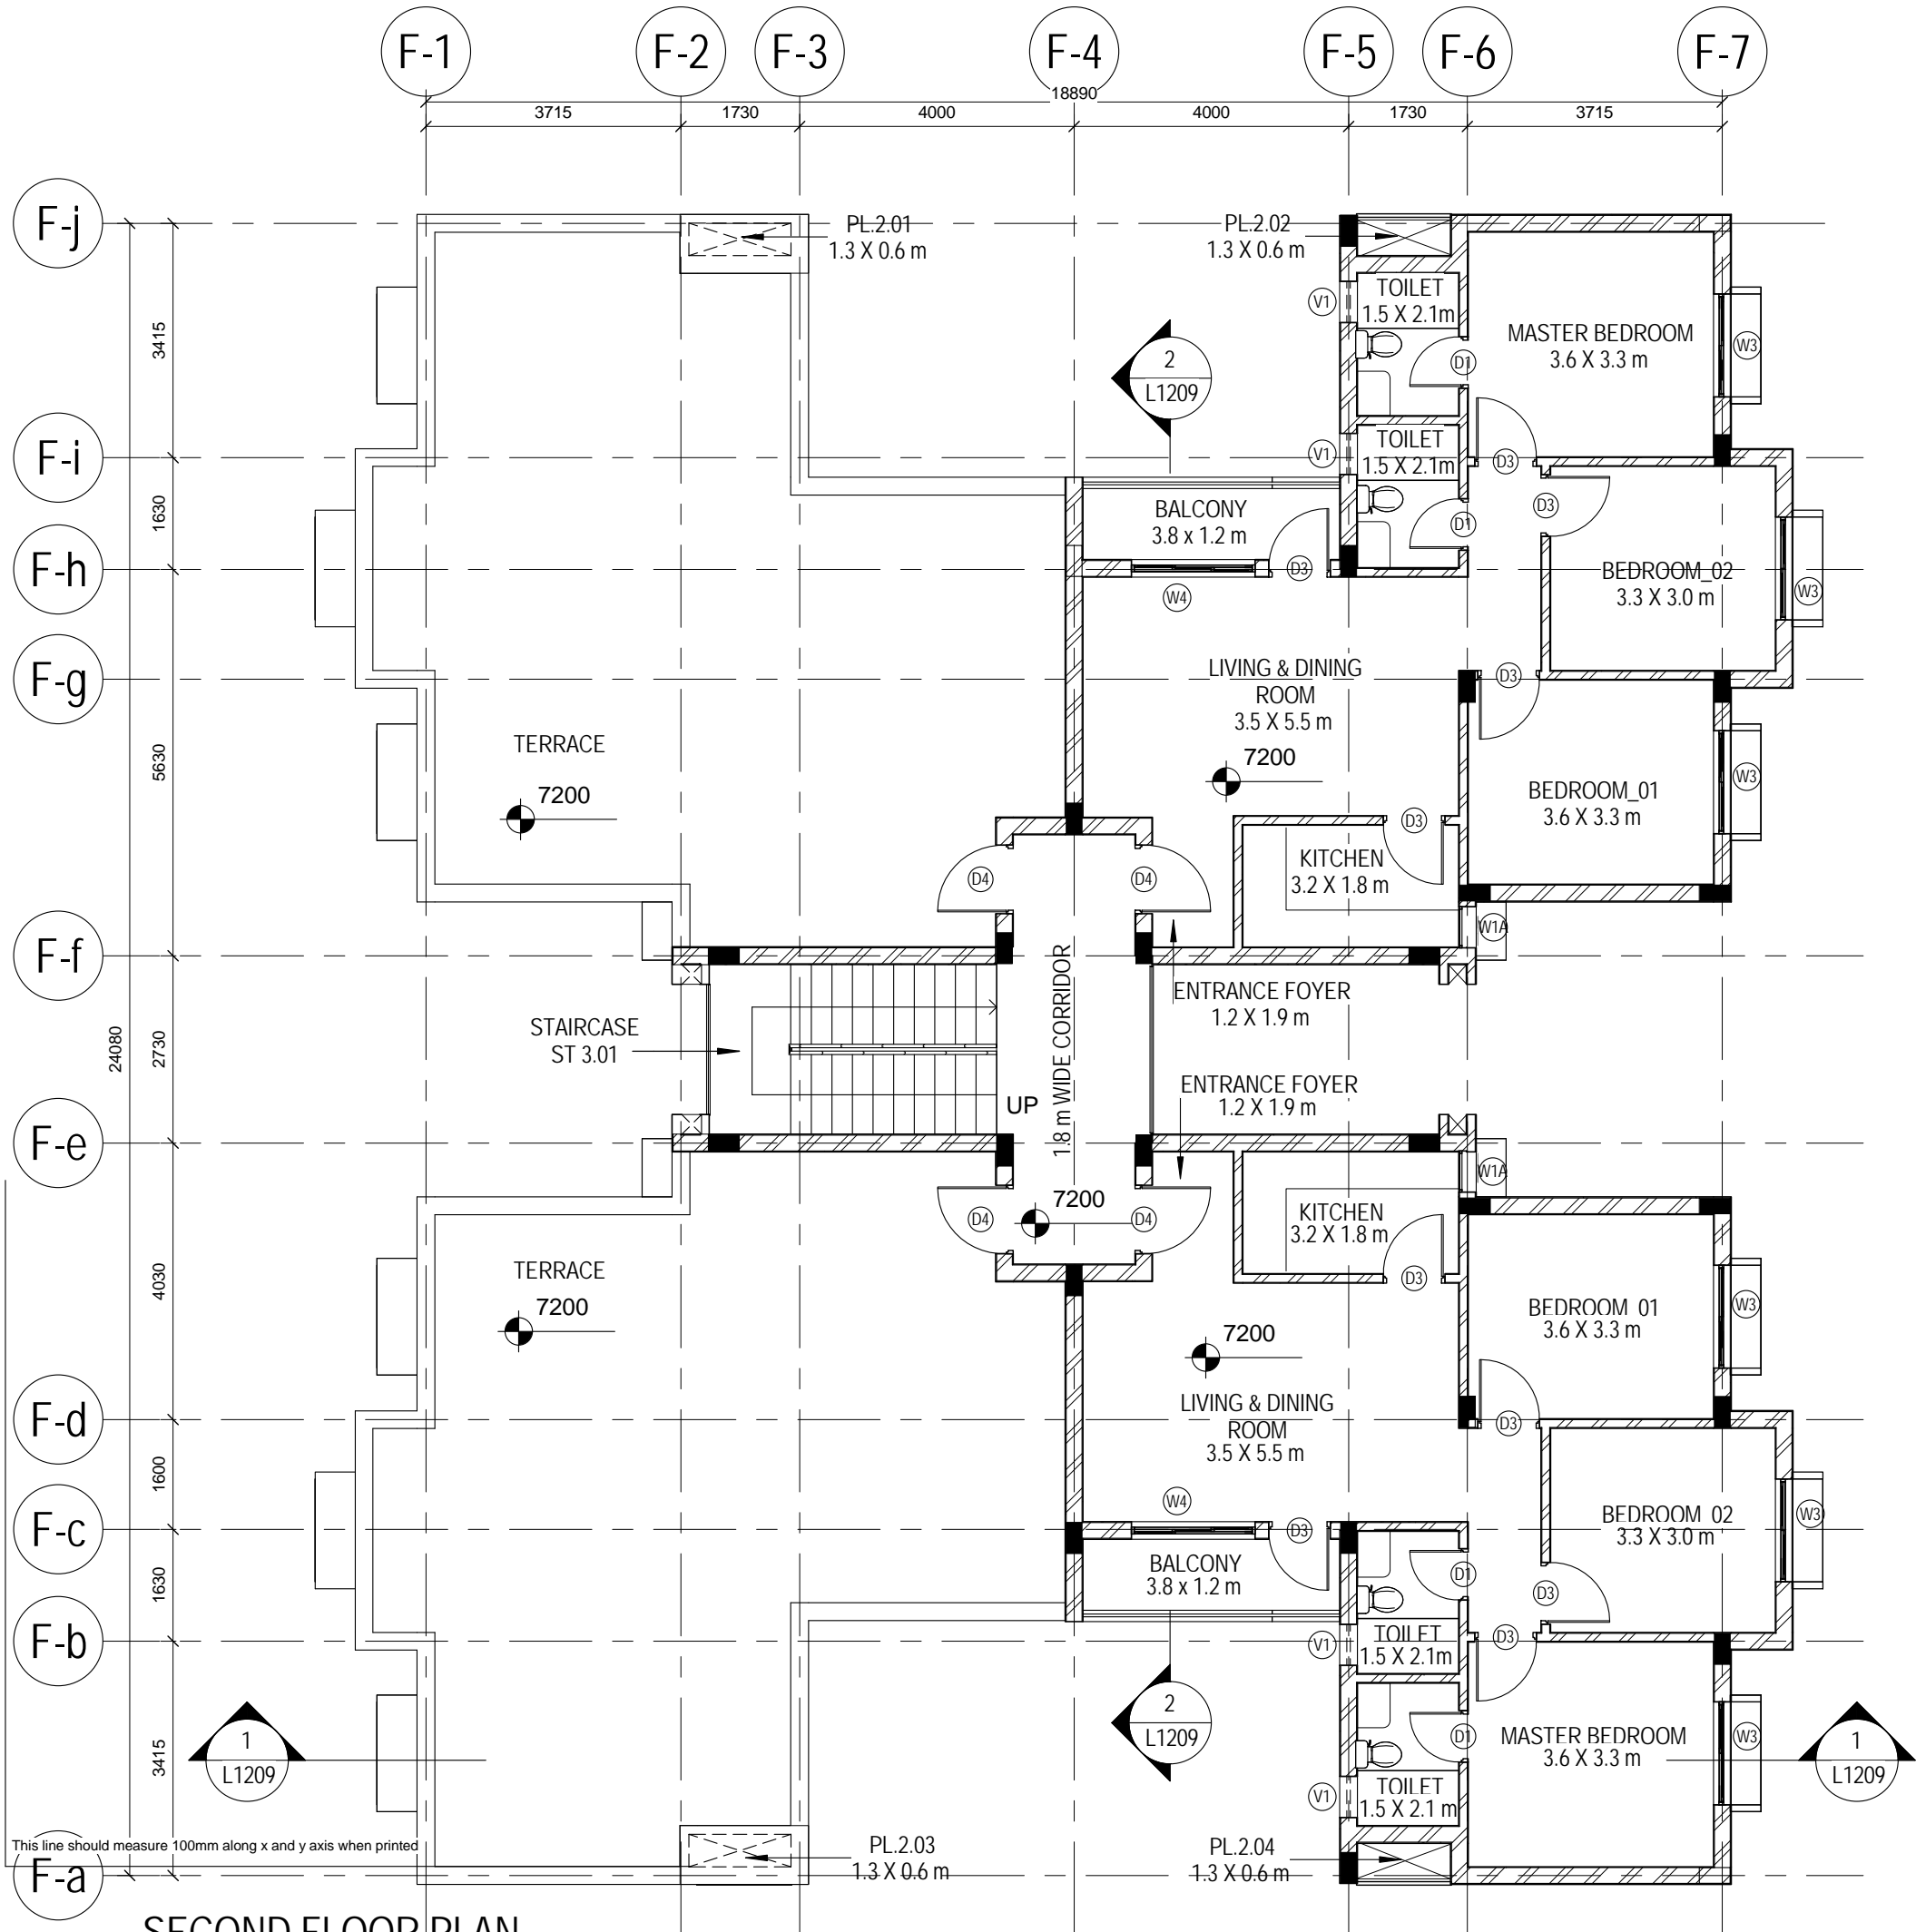 F-1 F-2 F-3 F-4 F-5 F-6 F-7
18890
3715 1730 4000 4000 1730 3715
F-j
PL.2.01
1.3 X 0.6 m
PL.2.02
1.3 X 0.6 m
V1
TOILET
1.5 X 2.1m
D1
MASTER BEDROOM
3.6 X 3.3 m
W3
3415
2
L1209
F-i
V1
TOILET
1.5 X 2.1m
D1
D3
D3
1630
BALCONY
3.8 x 1.2 m
F-h
D3
W4
BEDROOM_02
3.3 X 3.0 m
W3
F-g
LIVING & DINING
ROOM
3.5 X 5.5 m
7200
D3
5630
TERRACE
7200
BEDROOM_01
3.6 X 3.3 m
W3
D3
KITCHEN
3.2 X 1.8 m
D4
D4
W1A
F-f
ENTRANCE FOYER
1.2 X 1.9 m
1.8 m WIDE CORRIDOR
STAIRCASE
ST 3.01
24080
2730
UP
ENTRANCE FOYER
1.2 X 1.9 m
F-e
W1A
7200
D4
D4
KITCHEN
3.2 X 1.8 m
D3
4030
TERRACE
7200
BEDROOM_01
3.6 X 3.3 m
W3
7200
LIVING & DINING
ROOM
3.5 X 5.5 m
F-d
D3
1600
W4
D3
BEDROOM_02
3.3 X 3.0 m
W3
F-c
BALCONY
3.8 x 1.2 m
D1
D3
1630
F-b
V1
TOILET
1.5 X 2.1m
D3
2
L1209
1
L1209
3415
D1
MASTER BEDROOM
3.6 X 3.3 m
W3
1
L1209
V1
TOILET
1.5 X 2.1 m
This line should measure 100mm along x and y axis when printed
F-a
PL.2.03
1.3 X 0.6 m
PL.2.04
1.3 X 0.6 m
SECOND FLOOR PLAN